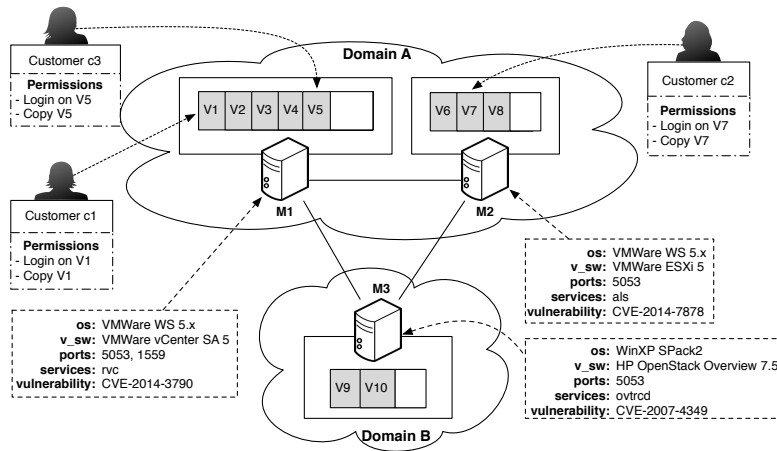 Customer c3
Permissions
- Login on V5
- Copy V5
Domain A
V1 V2 V3 V4 V5
V6 V7 V8
Customer c2
Permissions
- Login on V7
- Copy V7
M1
M2
Customer c1
Permissions
- Login on V1
- Copy V1
os: VMWare WS 5.x
v_sw: VMWare ESXi 5
ports: 5053
services: als
vulnerability: CVE-2014-7878
M3
os: VMWare WS 5.x
v_sw: VMWare vCenter SA 5
ports: 5053, 1559
services: rvc
vulnerability: CVE-2014-3790
os: WinXP SPack2
v_sw: HP OpenStack Overview 7.5
ports: 5053
services: ovtrcd
vulnerability: CVE-2007-4349
V9 V10
Domain B